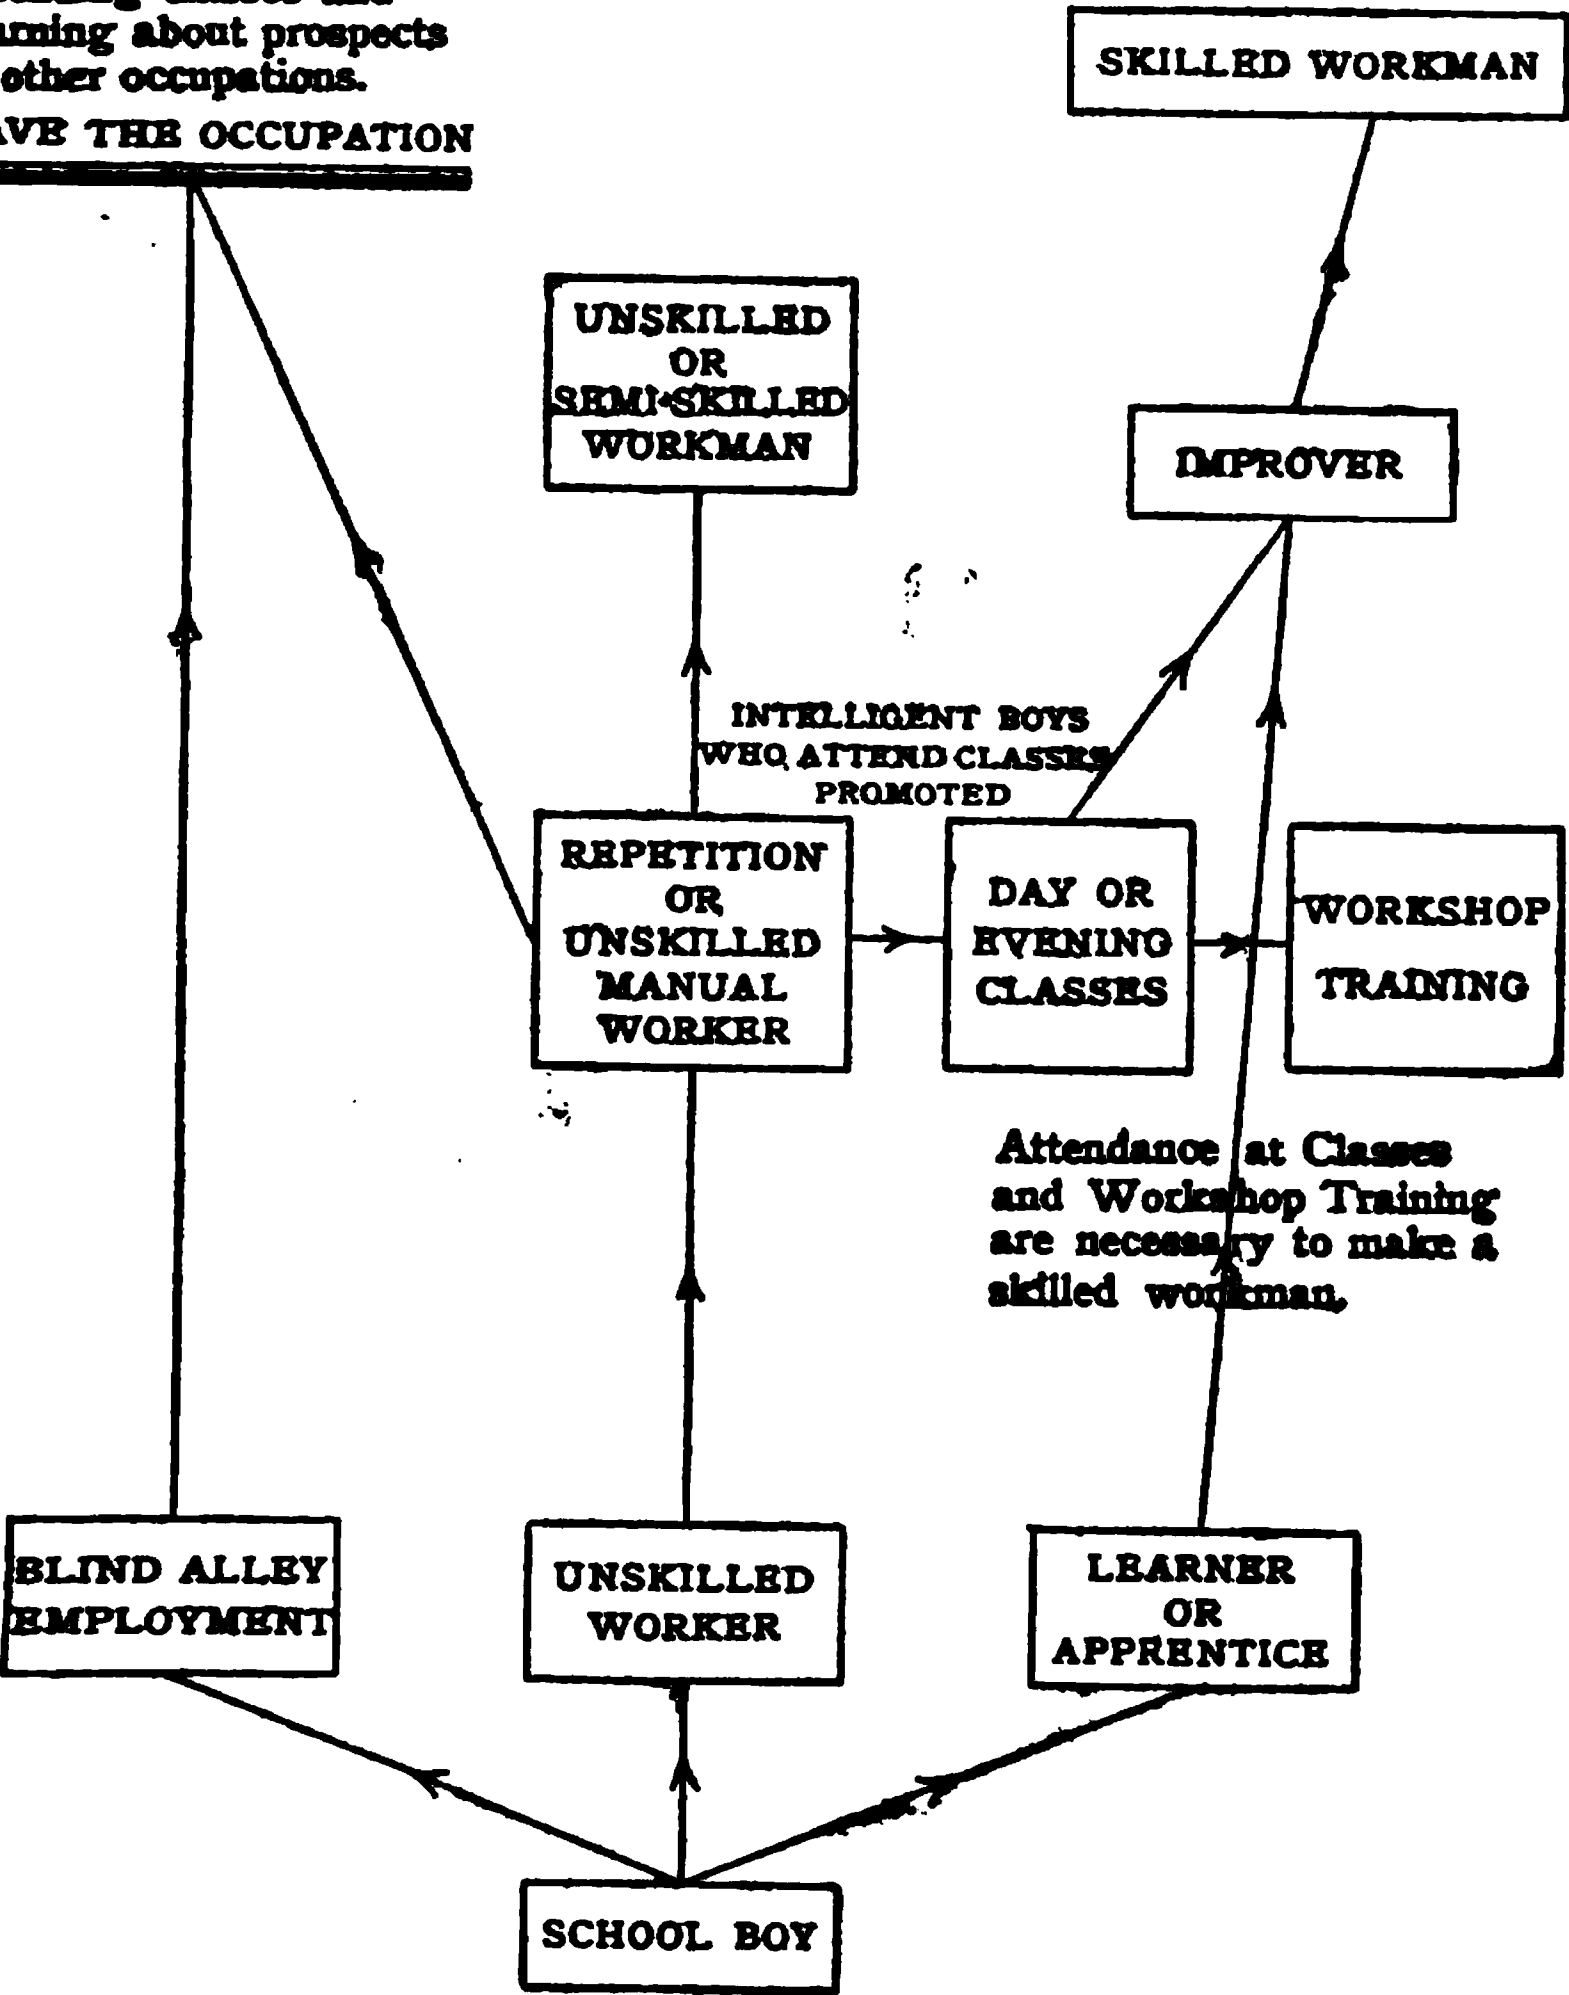 about prospects
other occupations.
THE OCCUPATION
SKILLED WORKMAN
UNSKILLED
OR
SEMI-SKILLED
WORKMAN
IMPROVER
INTELLIGENT BOYS
WHO ATTEND CLASSES
PROMOTED
REPETITION
OR
UNSKILLED
MANUAL
WORKER
DAY OR
EVENING
CLASSES
WORKSHOP
TRAINING
Attendance at Classes
and Workshop Training
are necessary to make a
skilled workman.
BLIND ALLEY
EMPLOYMENT
UNSKILLED
WORKER
LEARNER
OR
APPRENTICE
SCHOOL BOY